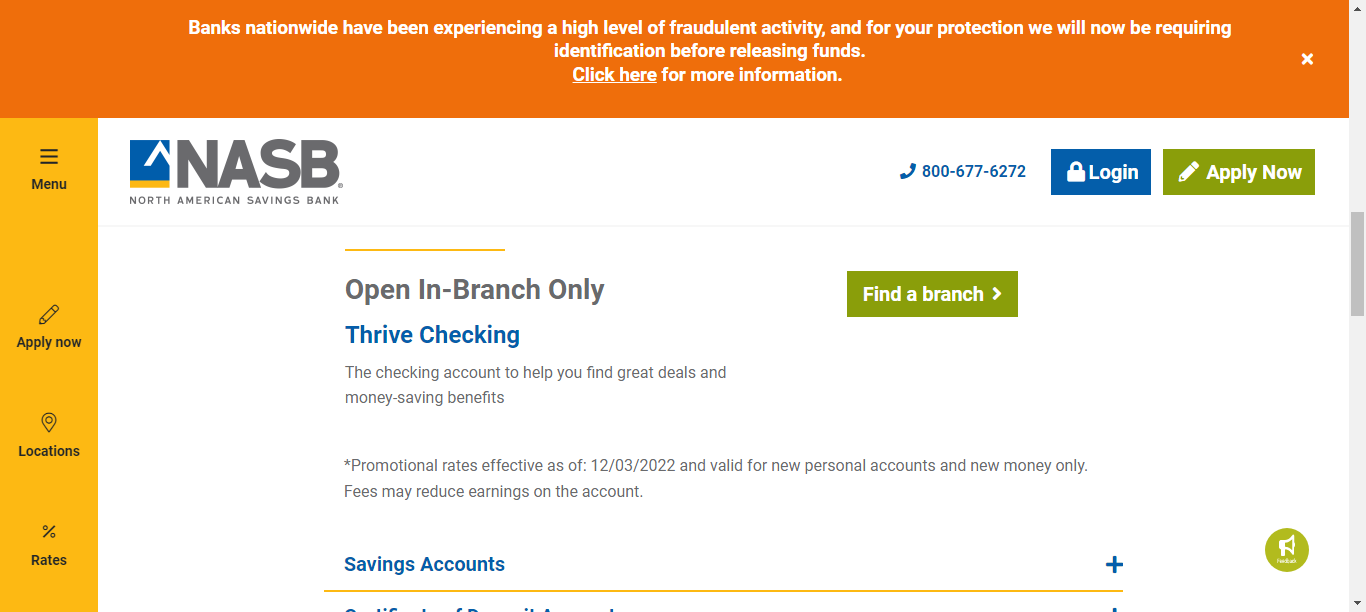 Banks nationwide have been experiencing a high level of fraudulent activity, and for your protection we will now be requiring
identification before releasing funds.
Click here for more information.
Menu
NASB
NORTH AMERICAN SAVINGS BANK
800-677-6272
Login
Apply Now
Open In-Branch Only
Find a branch
Thrive Checking
The checking account to help you find great deals and
money-saving benefits
Apply now
Locations
*Promotional rates effective as of: 12/03/2022 and valid for new personal accounts and new money only.
Fees may reduce earnings on the account.
Rates
Feedback
Savings Accounts